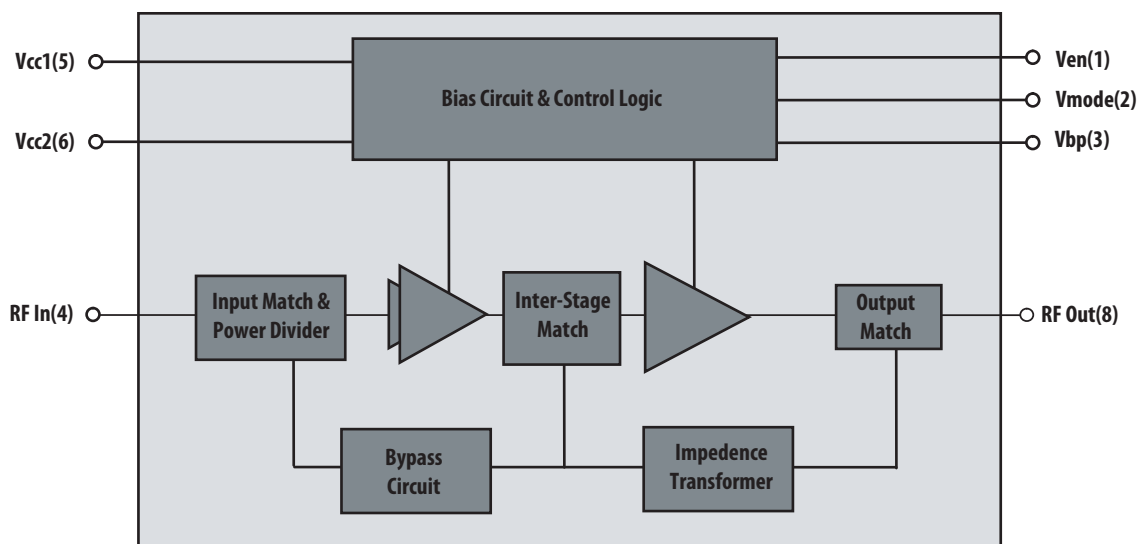 Vcc1(5)
Ven(1)
Bias Circuit & Control Logic
Vmode(2)
Vcc2(6)
Vbp(3)
RF In(4)
Input Match &
Power Divider
Inter-Stage
Match
Output
Match
RF Out(8)
Bypass
Circuit
Impedence
Transformer